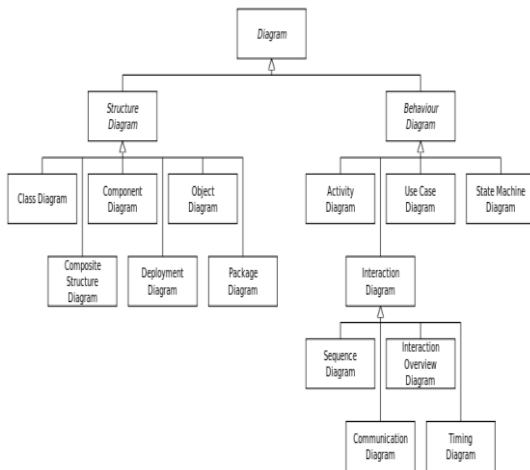 Diagram
Structure
Diagram
Behaviour
Diagram
Class Diagram
Component
Diagram
Object
Diagram
Activity
Diagram
Use Case
Diagram
State Machine
Diagram
Composite
Structure
Diagram
Deployment
Diagram
Package
Diagram
Interaction
Diagram
Sequence
Diagram
Interaction
Overview
Diagram
Communication
Diagram
Timing
Diagram